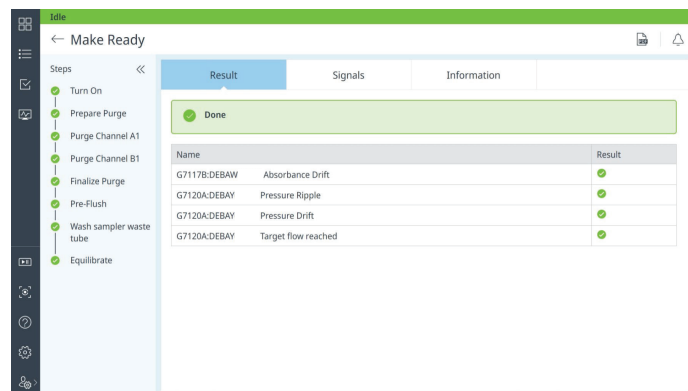 Idle
Make Ready
Steps
Turn On
Prepare Purge
Purge Channel A1
Purge Channel B1
Finalize Purge
Pre-Flush
Wash sampler waste
tube
Equilibrate
Result Signals Information
Done
Name Result
G7117B:DEBAW Absorbance Drift
G7120A:DEBAY Pressure Ripple
G7120A:DEBAY Pressure Drift
G7120A:DEBAY Target flow reached